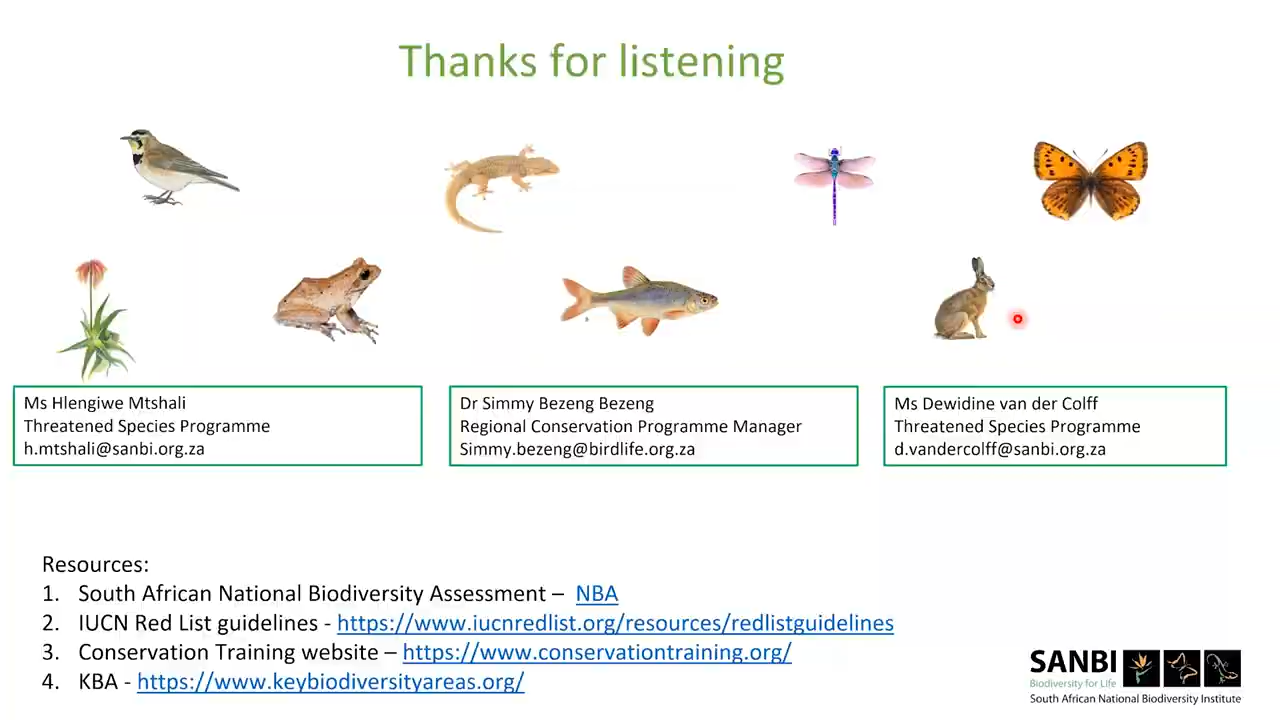 Thanks for listening
Ms Hlengiwe Mtshali
Threatened Species Programme
h.mtshali@sanbi.org.za
Dr Simmy Bezeng Bezeng
Regional Conservation Programme Manager
Simmy.bezeng@birdlife.org.za
Ms Dewidine van der Colff
Threatened Species Programme
d.vandercolff@sanbi.org.za
Resources:
1. South African National Biodiversity Assessment – NBA
2. IUCN Red List guidelines - https://www.iucnredlist.org/resources/redlistguidelines
3. Conservation Training website – https://www.conservationtraining.org/
4. KBA - https://www.keybiodiversityareas.org/
SANBI
Biodiversity for Life
South African National Biodiversity Institute